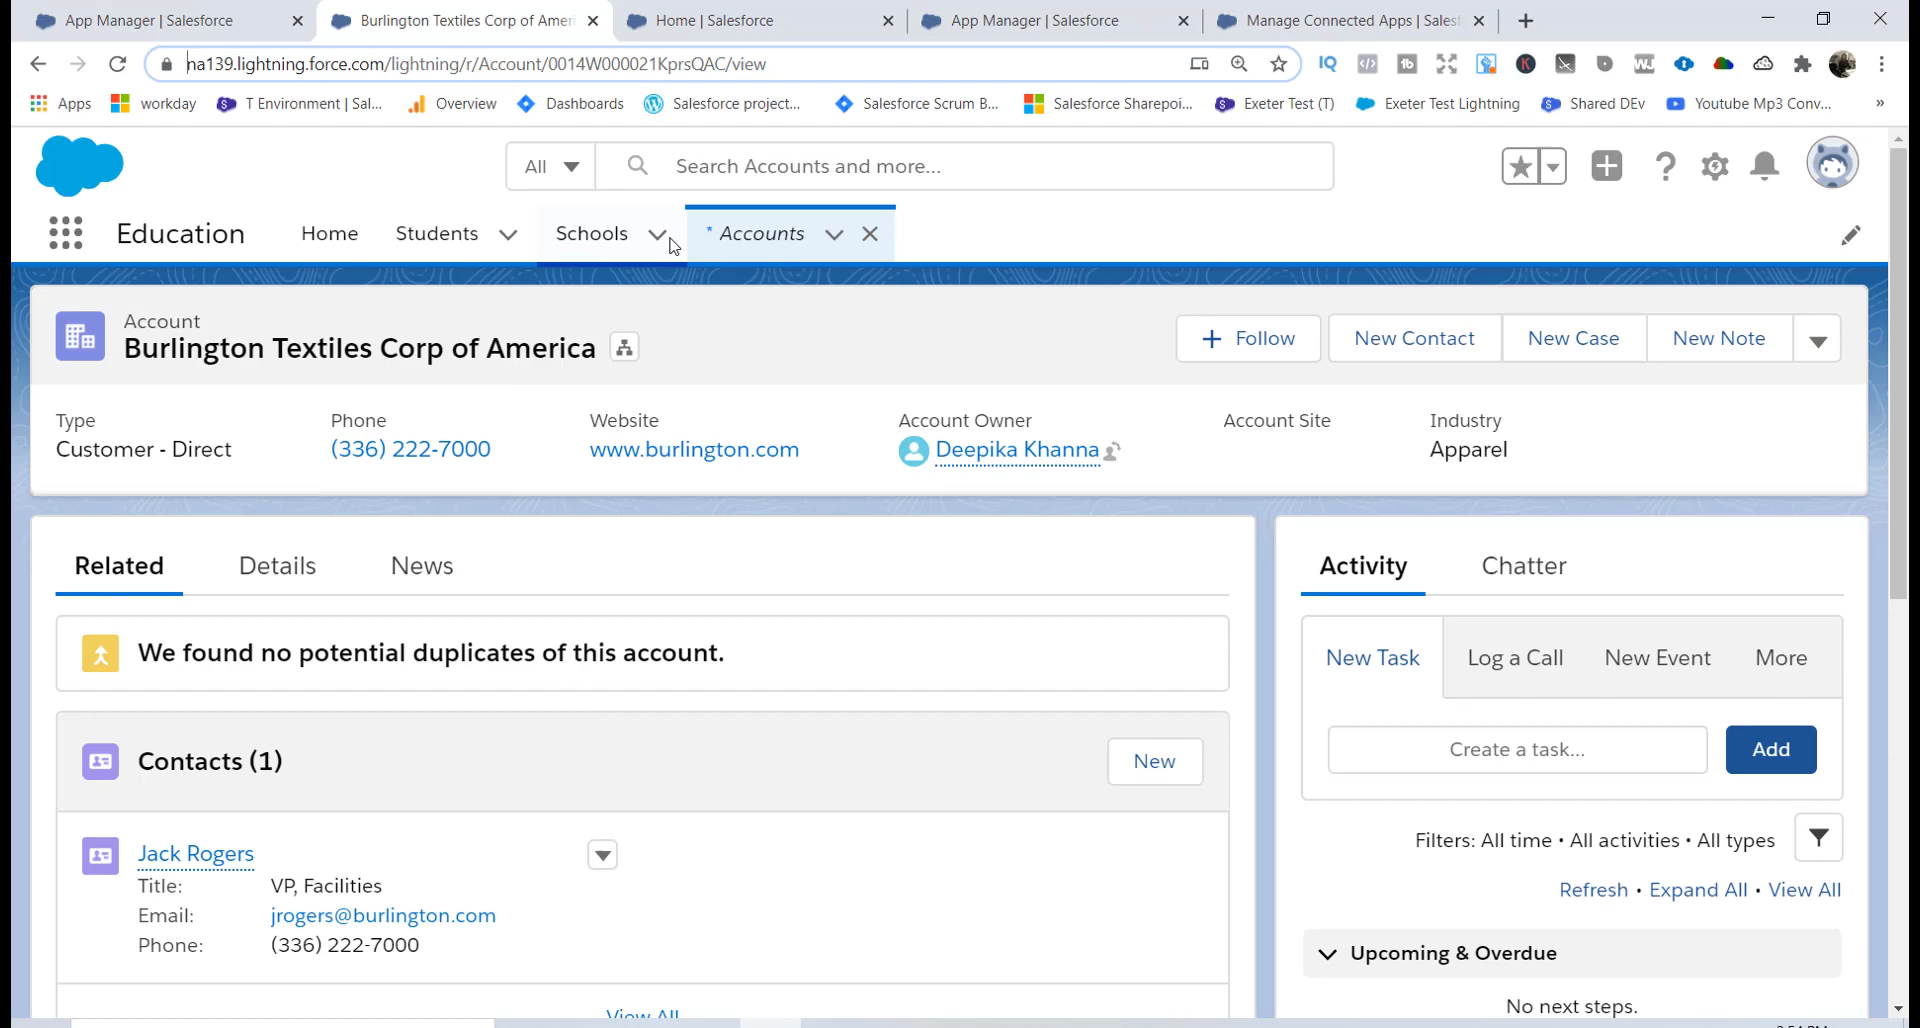 App Manager | Salesforce
Burlington Textiles Corp of Ameri
Home | Salesforce
App Manager | Salesforce
Manage Connected Apps | Sales
na139.lightning.force.com/lightning/r/Account/0014W000021KprsQAC/view
IQ
tb
K
WJ
Apps
workday
T Environment | Sal...
Overview
Dashboards
Salesforce project...
Salesforce Scrum B...
Salesforce Sharepoi...
Exeter Test (T)
Exeter Test Lightning
Shared DEv
Youtube Mp3 Conv...
»
All
Search Accounts and more...
Education
Home
Students
Schools
* Accounts
Account
Burlington Textiles Corp of America
+ Follow
New Contact
New Case
New Note
Type
Phone
Website
Account Owner
Account Site
Industry
Customer - Direct
(336) 222-7000
www.burlington.com
Deepika Khanna
Apparel
Related
Details
News
Activity
Chatter
We found no potential duplicates of this account.
New Task
Log a Call
New Event
More
Create a task...
Add
Contacts (1)
New
Filters: All time • All activities • All types
Refresh • Expand All • View All
Jack Rogers
Title: VP, Facilities
Email: jrogers@burlington.com
Phone: (336) 222-7000
Upcoming & Overdue
No next steps.
View All